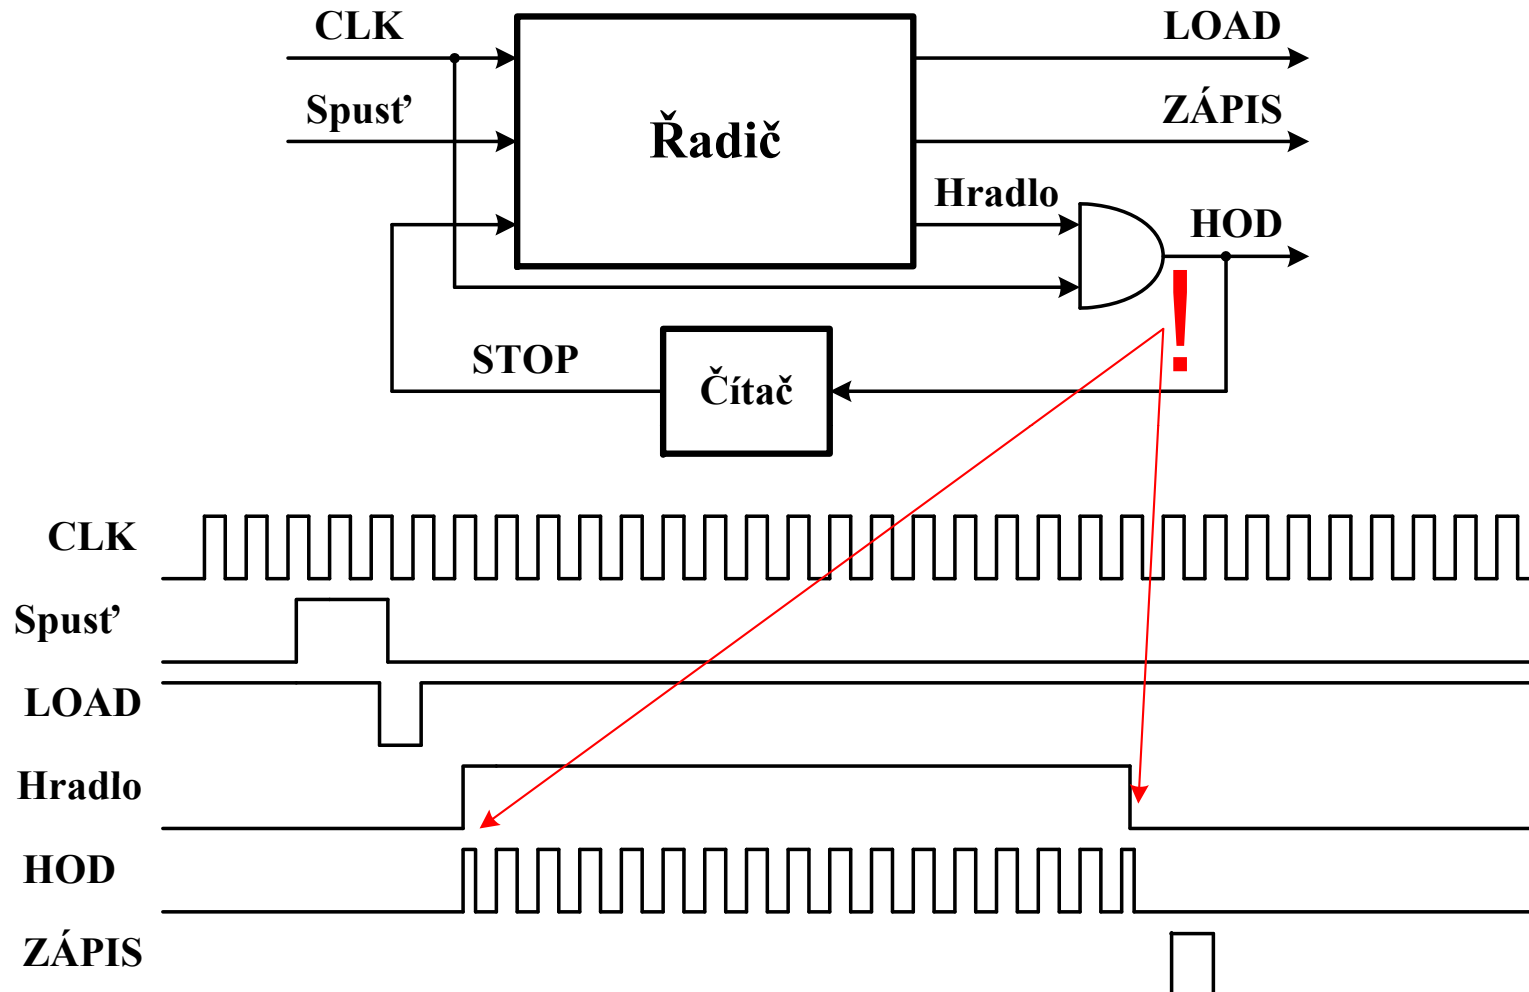 CLK
LOAD
Spusť
ZÁPIS
Řadič
Hradlo
HOD
!
STOP
Čítač
CLK
Spusť
LOAD
Hradlo
HOD
ZÁPIS